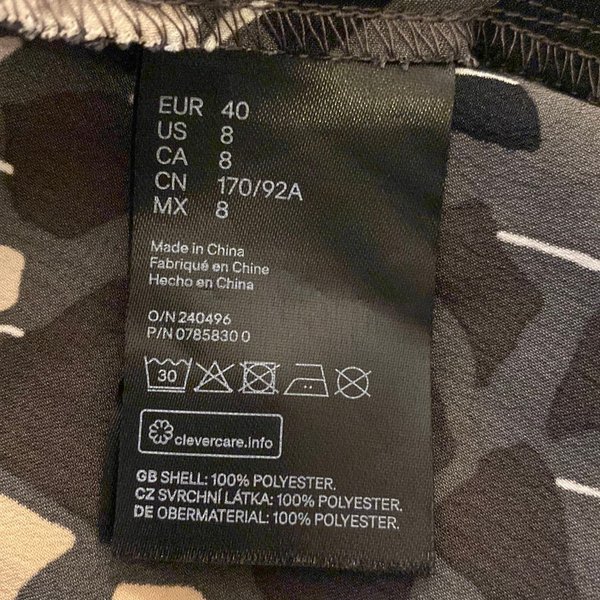 EUR 40
US 8
CA 8
CN 170/92A
MX 8
Made in China
Fabriqué en Chine
Hecho en China
O/N 240496
P/N 0785830 0
30
clevercare.info
GB SHELL: 100% POLYESTER.
CZ SVRCHNÍ LÁTKA: 100% POLYESTER.
DE OBERMATERIAL: 100% POLYESTER.